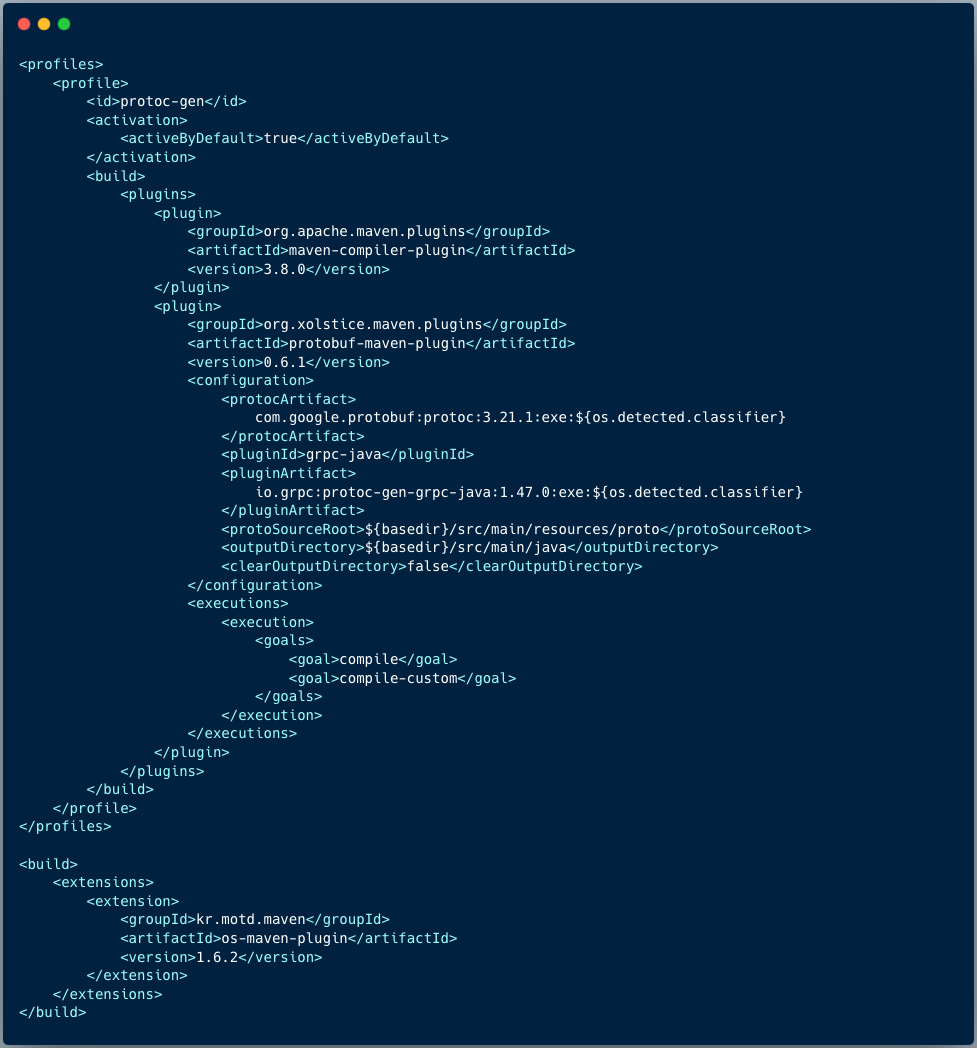 <profiles>
    <profile>
        <id>protoc-gen</id>
        <activation>
            <activeByDefault>true</activeByDefault>
        </activation>
        <build>
            <plugins>
                <plugin>
                    <groupId>org.apache.maven.plugins</groupId>
                    <artifactId>maven-compiler-plugin</artifactId>
                    <version>3.8.0</version>
                </plugin>
                <plugin>
                    <groupId>org.xolstice.maven.plugins</groupId>
                    <artifactId>protobuf-maven-plugin</artifactId>
                    <version>0.6.1</version>
                    <configuration>
                        <protocArtifact>
                            com.google.protobuf:protoc:3.21.1:exe:${os.detected.classifier}
                        </protocArtifact>
                        <pluginId>grpc-java</pluginId>
                        <pluginArtifact>
                            io.grpc:protoc-gen-grpc-java:1.47.0:exe:${os.detected.classifier}
                        </pluginArtifact>
                        <protoSourceRoot>${basedir}/src/main/resources/proto</protoSourceRoot>
                        <outputDirectory>${basedir}/src/main/java</outputDirectory>
                        <clearOutputDirectory>false</clearOutputDirectory>
                    </configuration>
                    <executions>
                        <execution>
                            <goals>
                                <goal>compile</goal>
                                <goal>compile-custom</goal>
                            </goals>
                        </execution>
                    </executions>
                </plugin>
            </plugins>
        </build>
    </profile>
</profiles>

<build>
    <extensions>
        <extension>
            <groupId>kr.motd.maven</groupId>
            <artifactId>os-maven-plugin</artifactId>
            <version>1.6.2</version>
        </extension>
    </extensions>
</build>